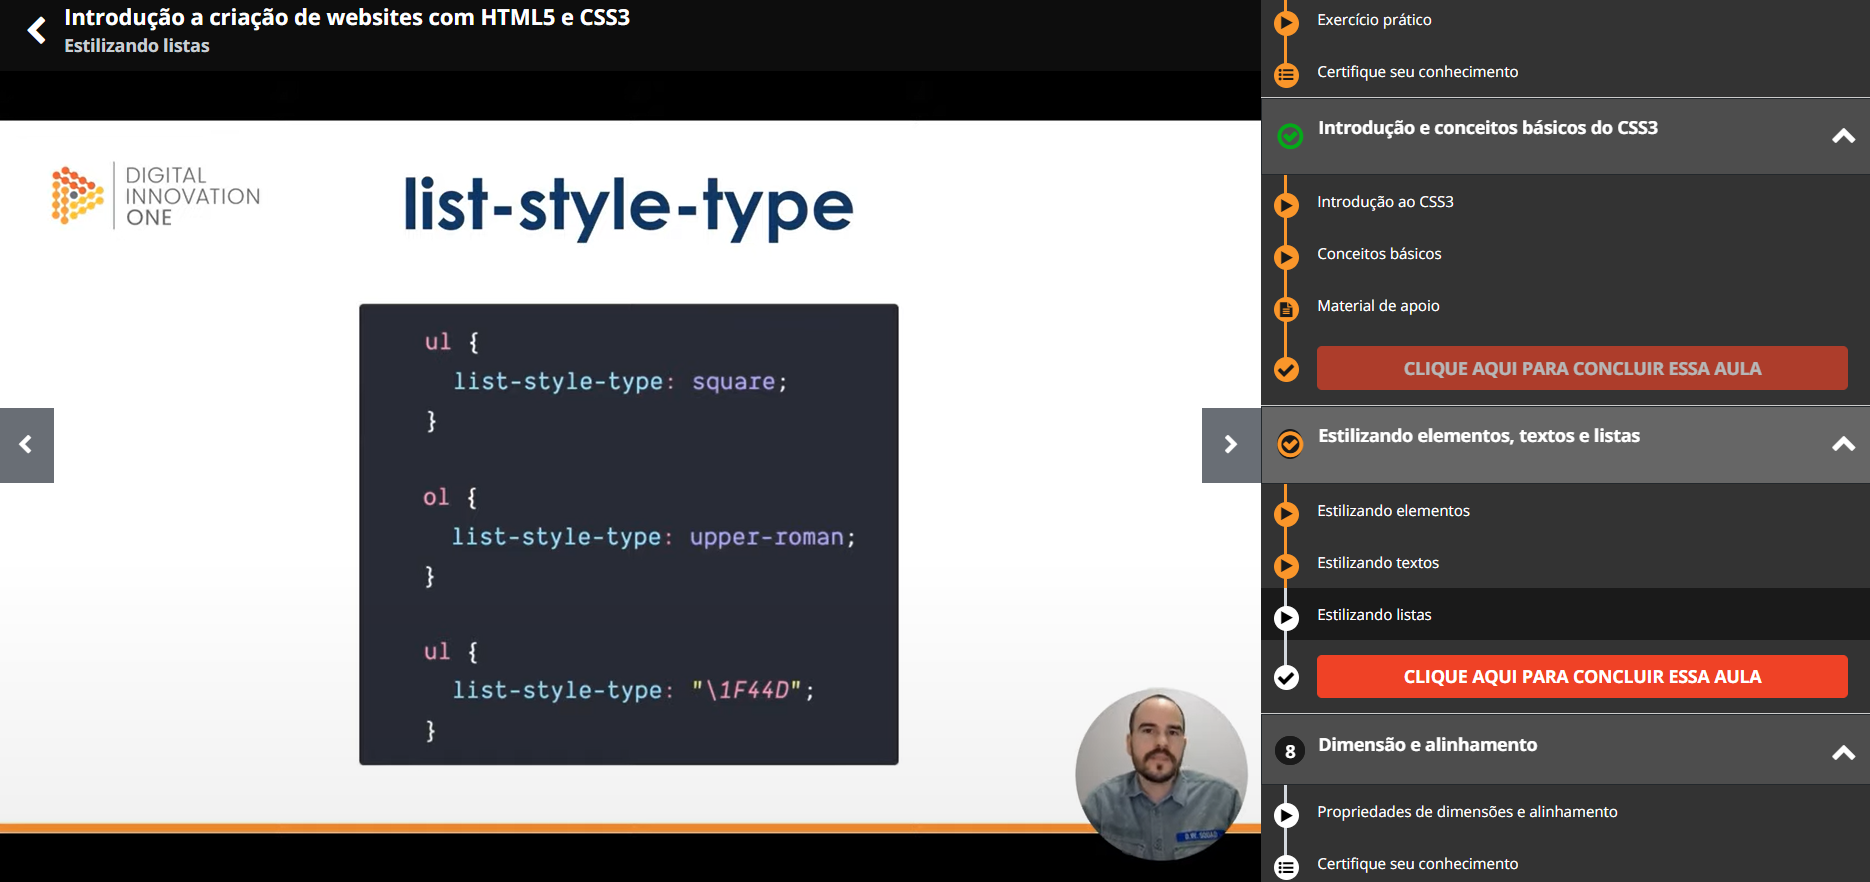 Introdução a criação de websites com HTML5 e CSS3
Estilizando listas
DIGITAL
INNOVATION
ONE
list-style-type
ul {
list-style-type: square;
}
ol {
list-style-type: upper-roman;
}
ul {
list-style-type: "\1F44D";
}
Exercício prático
Certifique seu conhecimento
Introdução e conceitos básicos do CSS3
Introdução ao CSS3
Conceitos básicos
Material de apoio
CLIQUE AQUI PARA CONCLUIR ESSA AULA
Estilizando elementos, textos e listas
Estilizando elementos
Estilizando textos
Estilizando listas
CLIQUE AQUI PARA CONCLUIR ESSA AULA
8 Dimensão e alinhamento
Propriedades de dimensões e alinhamento
Certifique seu conhecimento